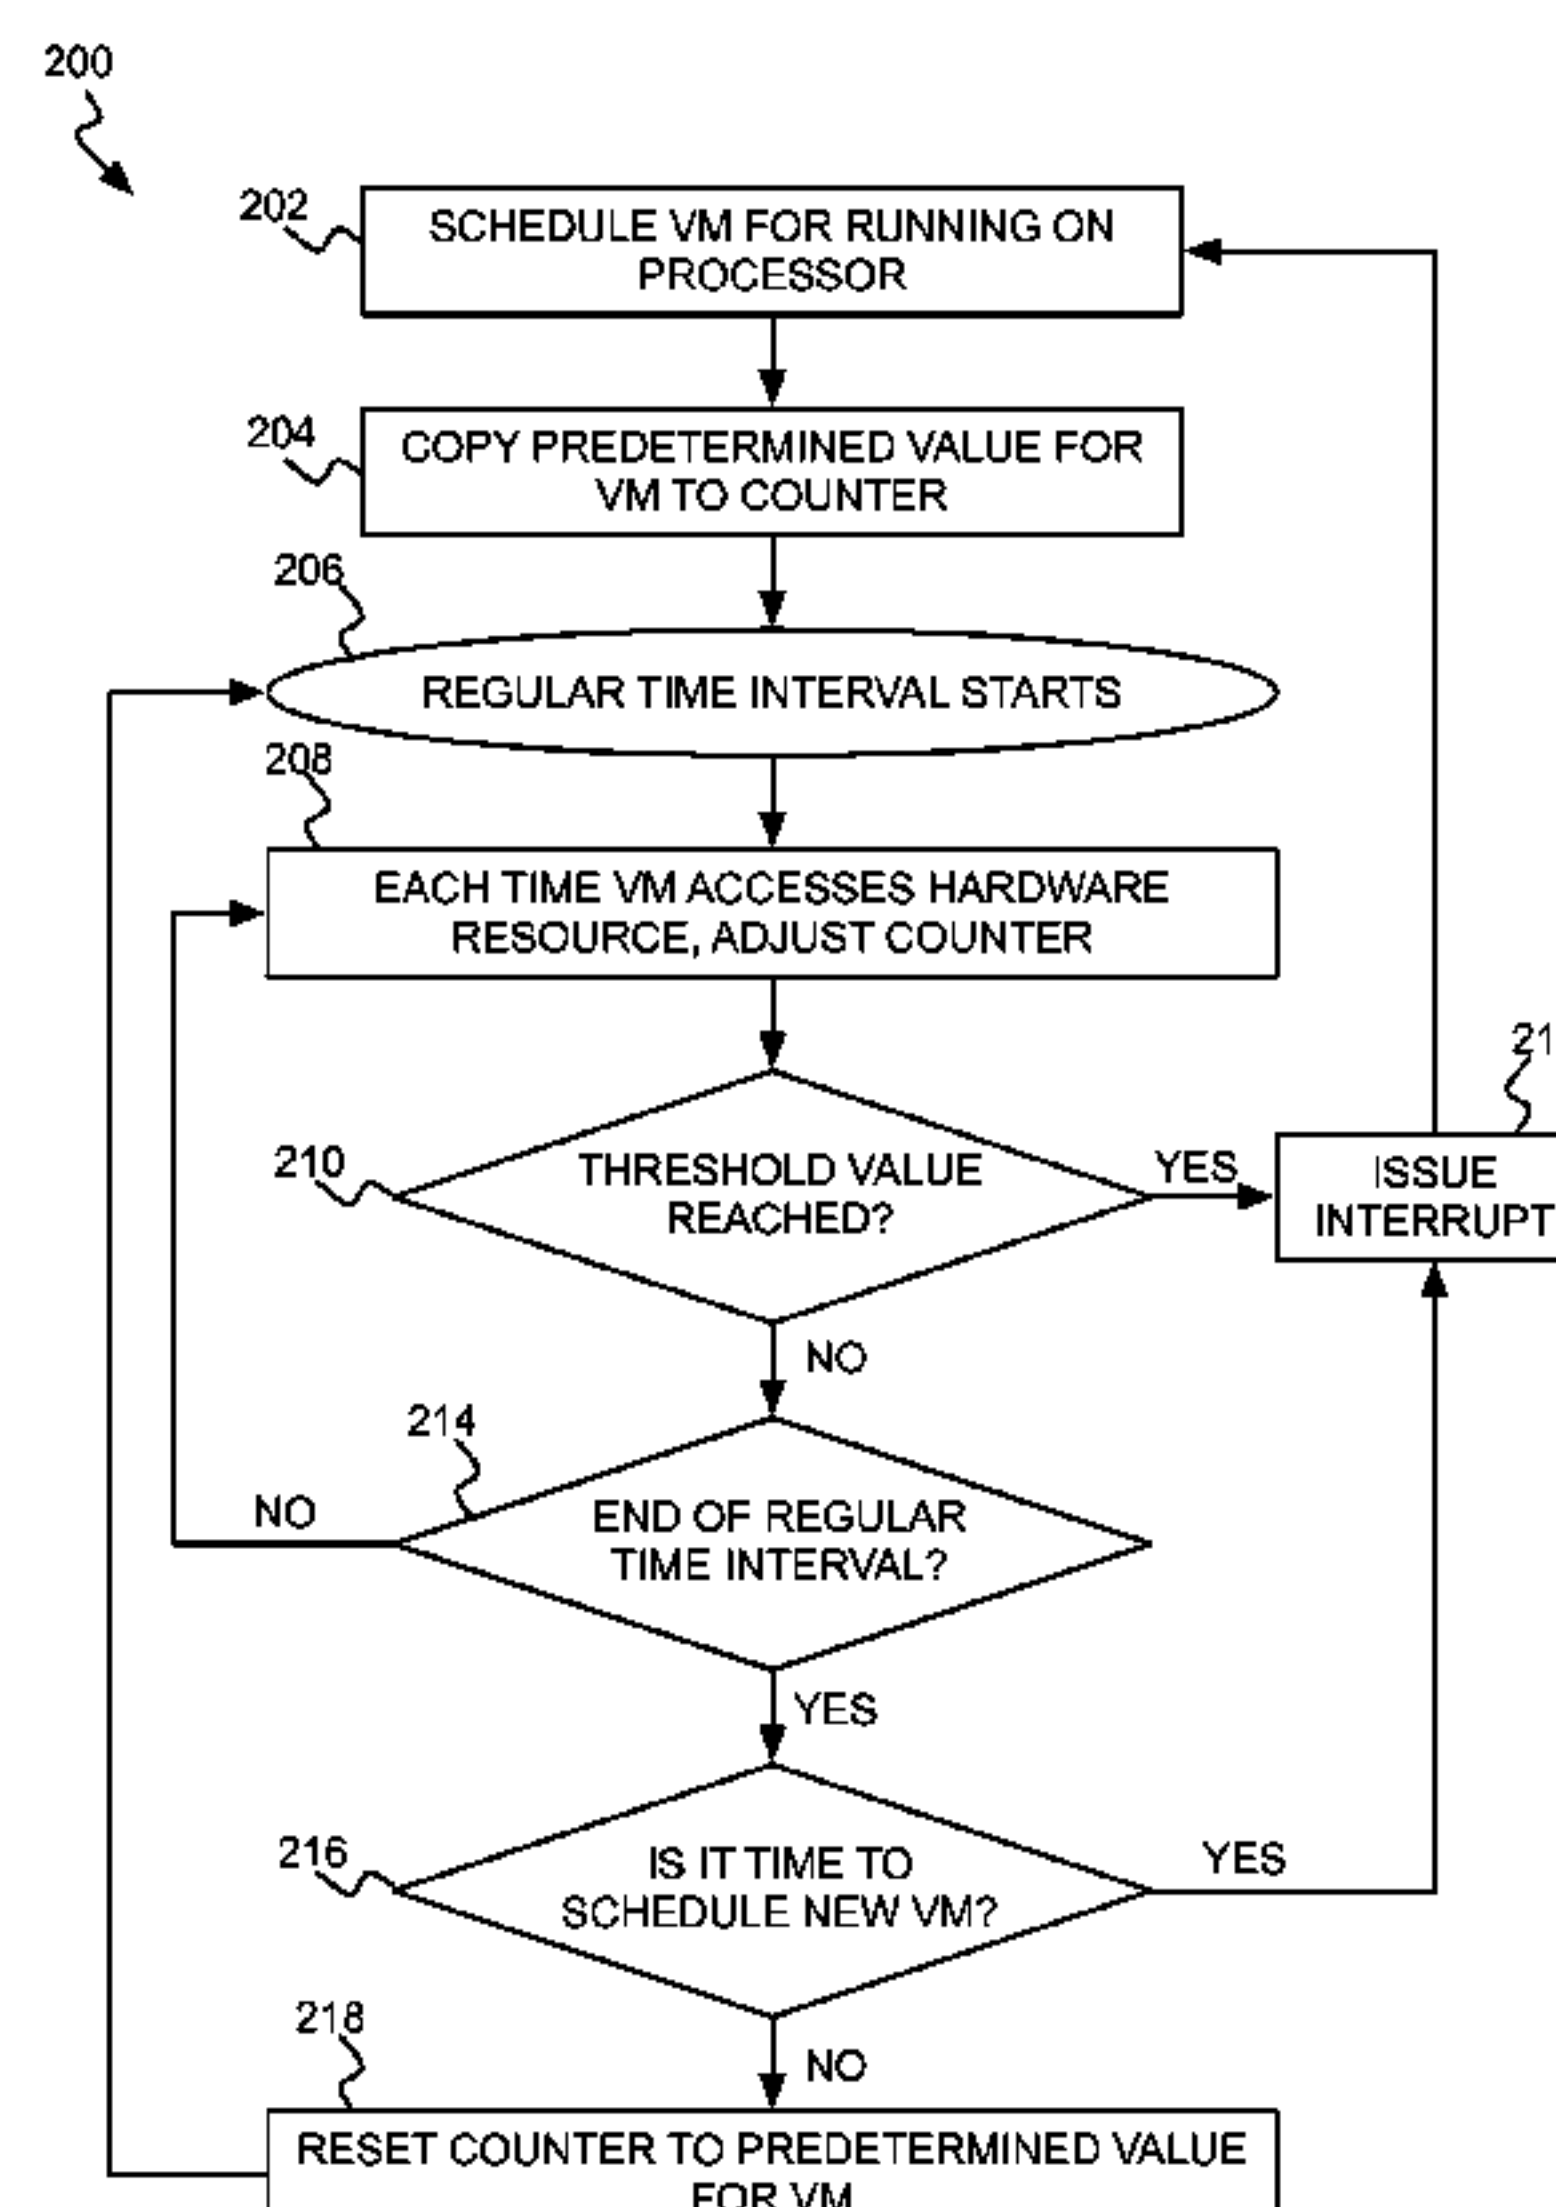 200
202
SCHEDULE VM FOR RUNNING ON
PROCESSOR
204
COPY PREDETERMINED VALUE FOR
VM TO COUNTER
206
REGULAR TIME INTERVAL STARTS
208
EACH TIME VM ACCESSES HARDWARE
RESOURCE, ADJUST COUNTER
210
THRESHOLD VALUE
REACHED?
YES
21
ISSUE
INTERRUPT
NO
214
END OF REGULAR
TIME INTERVAL?
NO
YES
216
IS IT TIME TO
SCHEDULE NEW VM?
YES
NO
218
RESET COUNTER TO PREDETERMINED VALUE
FOR VM